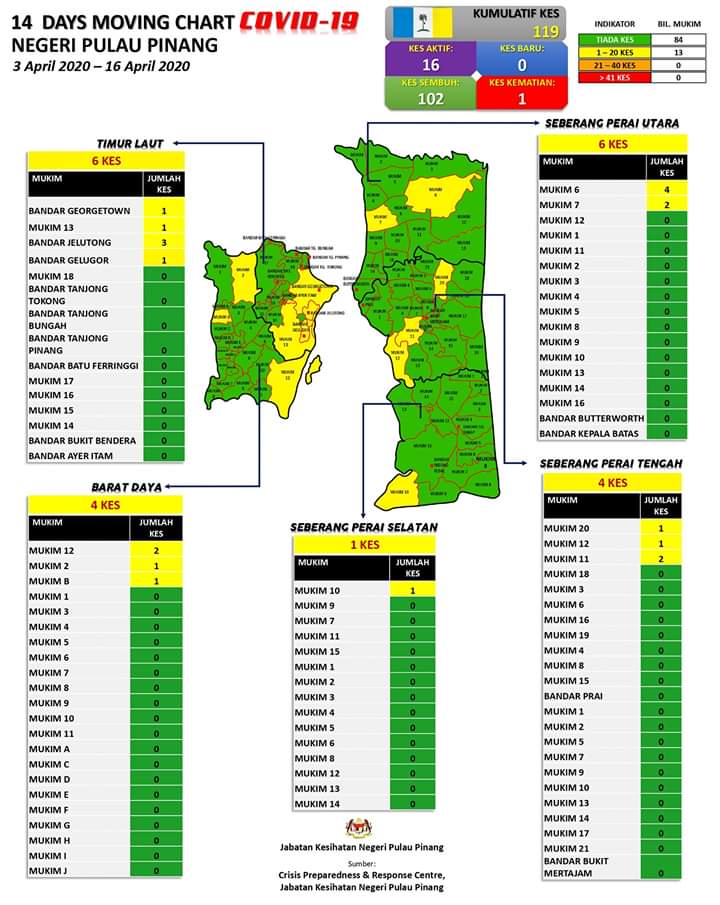 14 DAYS MOVING CHART COVID-19
NEGERI PULAU PINANG
3 April 2020 – 16 April 2020
KUMULATIF KES
119
KES AKTIF:
16
KES BARU:
0
KES SEMBUH:
102
KES KEMATIAN:
1
INDIKATOR BIL. MUKIM
TIADA KES 84
1 – 20 KES 13
21 – 40 KES 0
> 41 KES 0
TIMUR LAUT
6 KES
MUKIM JUMLAH KES
BANDAR GEORGETOWN 1
MUKIM 13 1
BANDAR JELUTONG 3
BANDAR GELUGOR 1
MUKIM 18 0
BANDAR TANJONG
TOKONG 0
BANDAR TANJONG
BUNGAH 0
BANDAR TANJONG
PINANG 0
BANDAR BATU FERRINGGI 0
MUKIM 17 0
MUKIM 16 0
MUKIM 15 0
MUKIM 14 0
BANDAR BUKIT BENDERA 0
BANDAR AYER ITAM 0
SEBERANG PERAI UTARA
6 KES
MUKIM JUMLAH KES
MUKIM 6 4
MUKIM 7 2
MUKIM 12 0
MUKIM 1 0
MUKIM 11 0
MUKIM 2 0
MUKIM 3 0
MUKIM 4 0
MUKIM 5 0
MUKIM 8 0
MUKIM 9 0
MUKIM 10 0
MUKIM 13 0
MUKIM 14 0
MUKIM 16 0
BANDAR BUTTERWORTH 0
BANDAR KEPALA BATAS 0
BARAT DAYA
4 KES
MUKIM JUMLAH KES
MUKIM 12 2
MUKIM 2 1
MUKIM B 1
MUKIM 1 0
MUKIM 3 0
MUKIM 4 0
MUKIM 5 0
MUKIM 6 0
MUKIM 7 0
MUKIM 8 0
MUKIM 9 0
MUKIM 10 0
MUKIM 11 0
MUKIM A 0
MUKIM C 0
MUKIM D 0
MUKIM E 0
MUKIM F 0
MUKIM G 0
MUKIM H 0
MUKIM I 0
MUKIM J 0
SEBERANG PERAI SELATAN
1 KES
MUKIM JUMLAH KES
MUKIM 10 1
MUKIM 9 0
MUKIM 7 0
MUKIM 11 0
MUKIM 15 0
MUKIM 1 0
MUKIM 2 0
MUKIM 3 0
MUKIM 4 0
MUKIM 5 0
MUKIM 6 0
MUKIM 8 0
MUKIM 12 0
MUKIM 13 0
MUKIM 14 0
SEBERANG PERAI TENGAH
4 KES
MUKIM JUMLAH KES
MUKIM 20 1
MUKIM 12 1
MUKIM 11 2
MUKIM 18 0
MUKIM 3 0
MUKIM 6 0
MUKIM 16 0
MUKIM 19 0
MUKIM 4 0
MUKIM 8 0
MUKIM 15 0
BANDAR PRAI 0
MUKIM 1 0
MUKIM 2 0
MUKIM 5 0
MUKIM 7 0
MUKIM 9 0
MUKIM 10 0
MUKIM 13 0
MUKIM 14 0
MUKIM 17 0
MUKIM 21 0
BANDAR BUKIT
MERTAJAM 0
Jabatan Kesihatan Negeri Pulau Pinang
Sumber:
Crisis Preparedness & Response Centre,
Jabatan Kesihatan Negeri Pulau Pinang